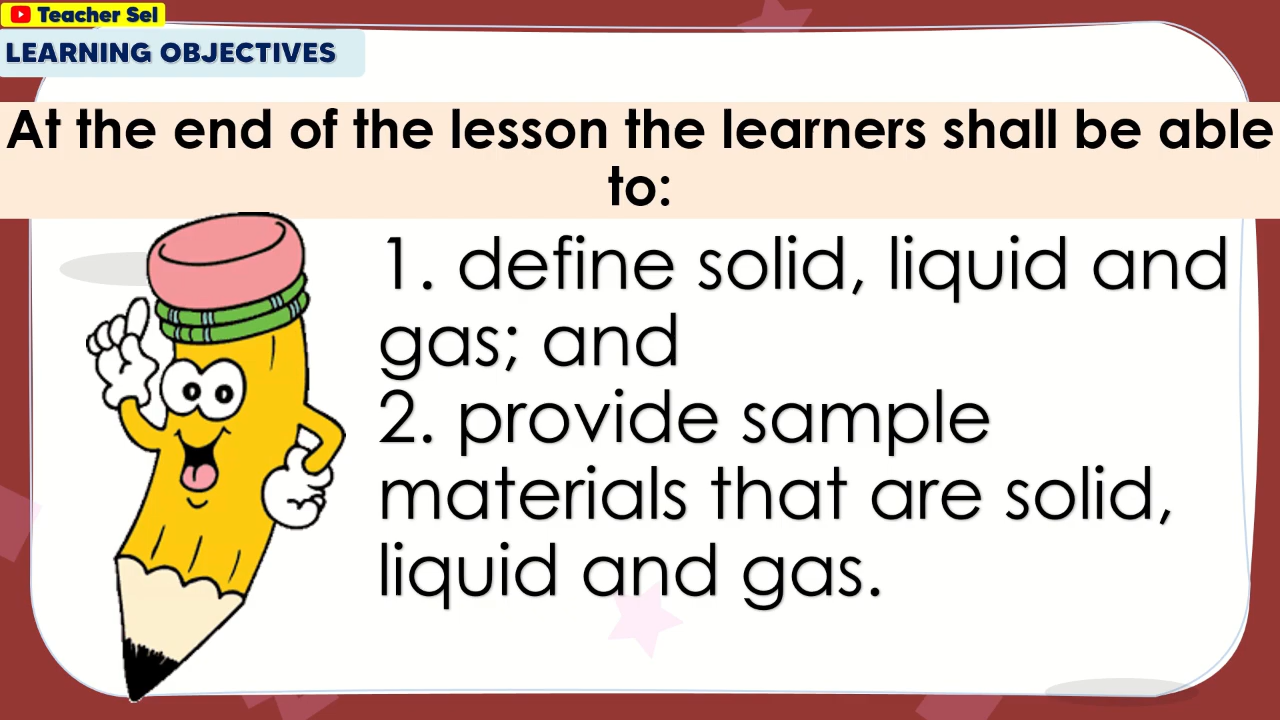 Teacher Sel
LEARNING OBJECTIVES
At the end of the lesson the learners shall be able
to:
1. define solid, liquid and
gas; and
2. provide sample
materials that are solid,
liquid and gas.